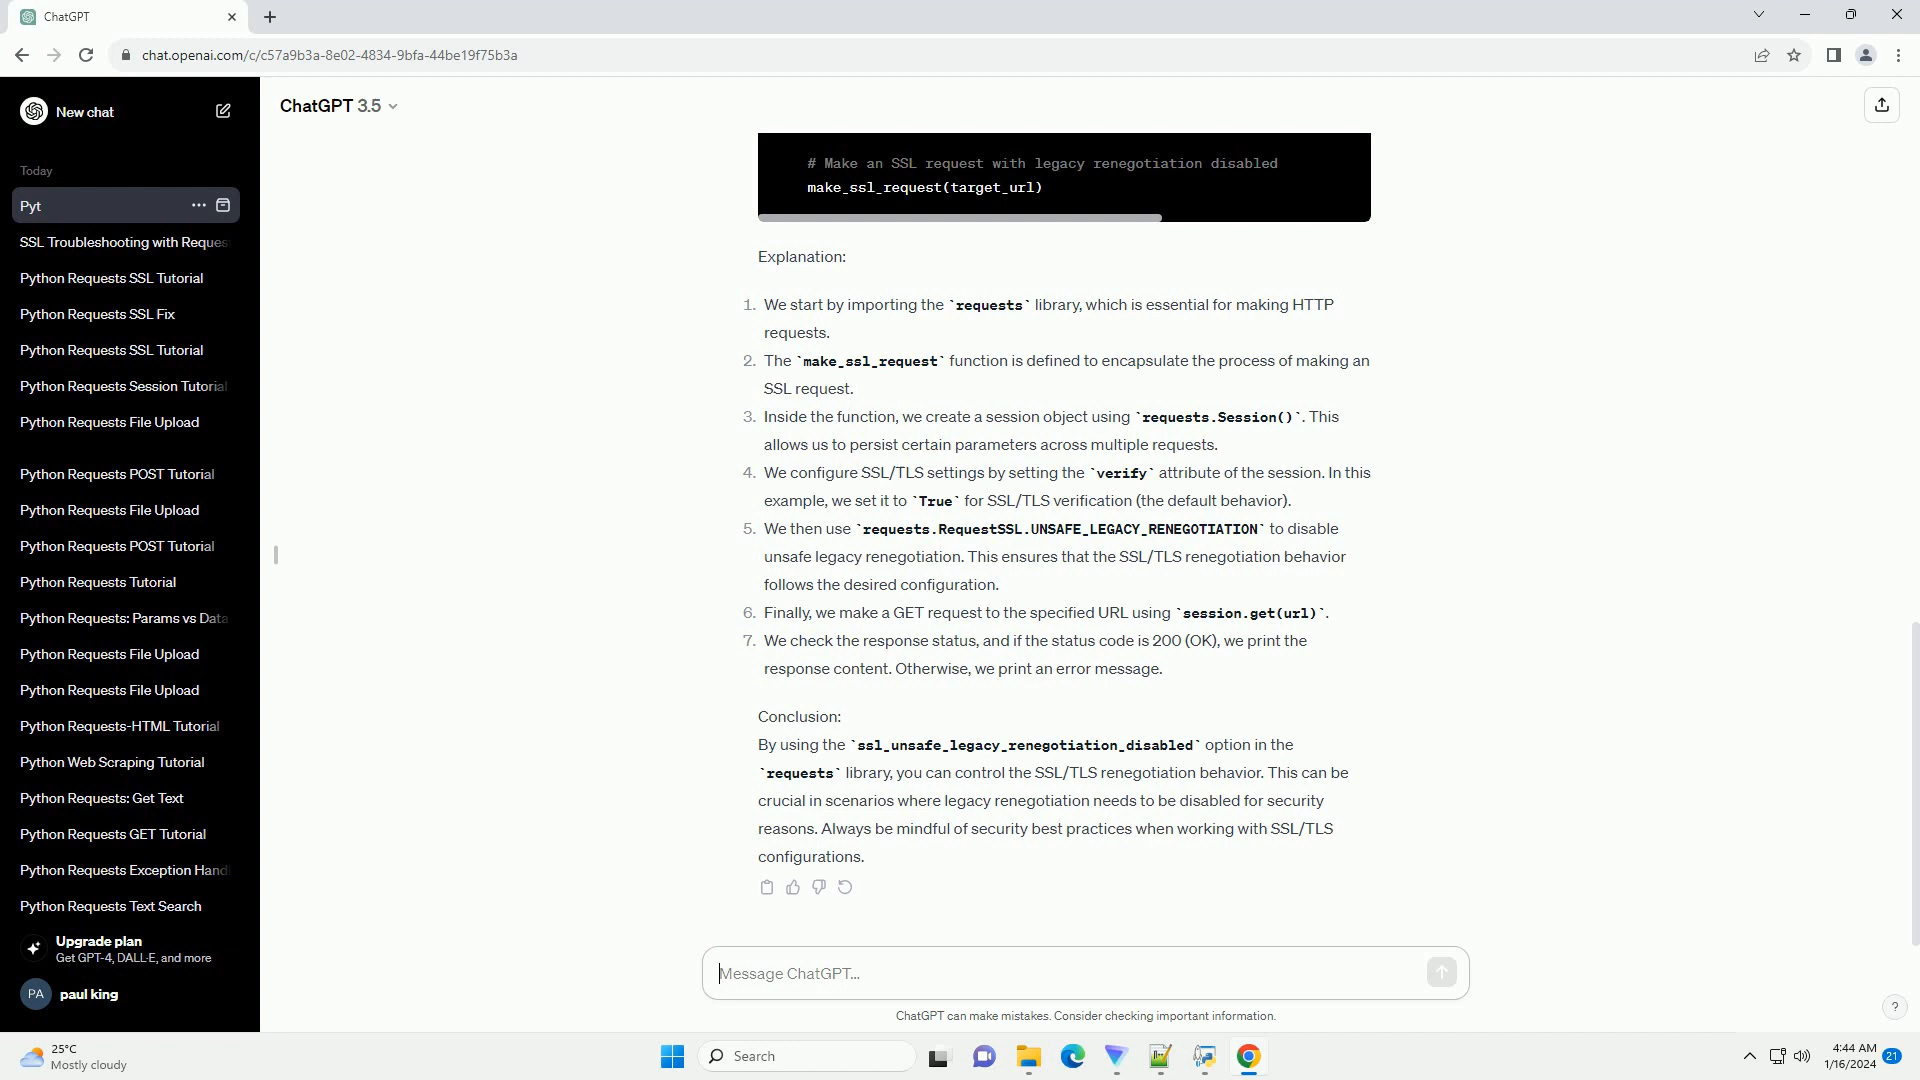 ChatGPT
chat.openai.com/c/c57a9b3a-8e02-4834-9bfa-44be19f75b3a
New chat
ChatGPT 3.5
Today
Pyt
SSL Troubleshooting with Reques
Python Requests SSL Tutorial
Python Requests SSL Fix
Python Requests SSL Tutorial
Python Requests Session Tutorial
Python Requests File Upload
Python Requests POST Tutorial
Python Requests File Upload
Python Requests POST Tutorial
Python Requests Tutorial
Python Requests: Params vs Data
Python Requests File Upload
Python Requests File Upload
Python Requests-HTML Tutorial
Python Web Scraping Tutorial
Python Requests: Get Text
Python Requests GET Tutorial
Python Requests Exception Hand
Python Requests Text Search
Upgrade plan
Get GPT-4, DALL·E, and more
PA paul king
# Make an SSL request with legacy renegotiation disabled
make_ssl_request(target_url)
Explanation:
1. We start by importing the `requests` library, which is essential for making HTTP
requests.
2. The `make_ssl_request` function is defined to encapsulate the process of making an
SSL request.
3. Inside the function, we create a session object using `requests.Session()`. This
allows us to persist certain parameters across multiple requests.
4. We configure SSL/TLS settings by setting the `verify` attribute of the session. In this
example, we set it to `True` for SSL/TLS verification (the default behavior).
5. We then use `requests.RequestSSL.UNSAFE_LEGACY_RENEGOTIATION` to disable
unsafe legacy renegotiation. This ensures that the SSL/TLS renegotiation behavior
follows the desired configuration.
6. Finally, we make a GET request to the specified URL using `session.get(url)`.
7. We check the response status, and if the status code is 200 (OK), we print the
response content. Otherwise, we print an error message.
Conclusion:
By using the `ssl_unsafe_legacy_renegotiation_disabled` option in the
`requests` library, you can control the SSL/TLS renegotiation behavior. This can be
crucial in scenarios where legacy renegotiation needs to be disabled for security
reasons. Always be mindful of security best practices when working with SSL/TLS
configurations.
Message ChatGPT...
ChatGPT can make mistakes. Consider checking important information.
?
25°C
Mostly cloudy
Search
4:44 AM
1/16/2024
21